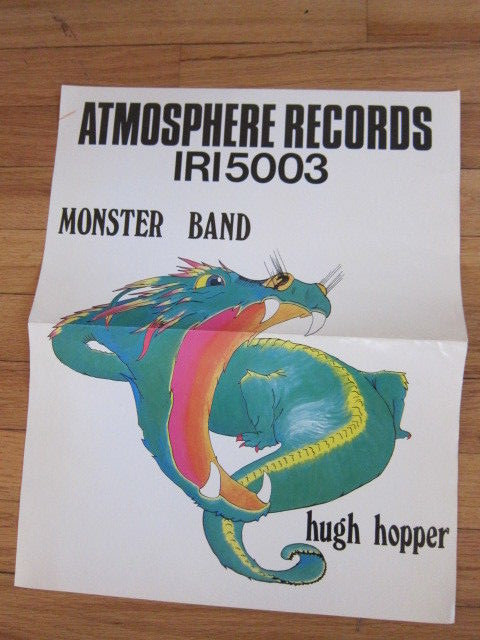 ATMOSPHERE RECORDS
IRI5003
MONSTER BAND
hugh hopper